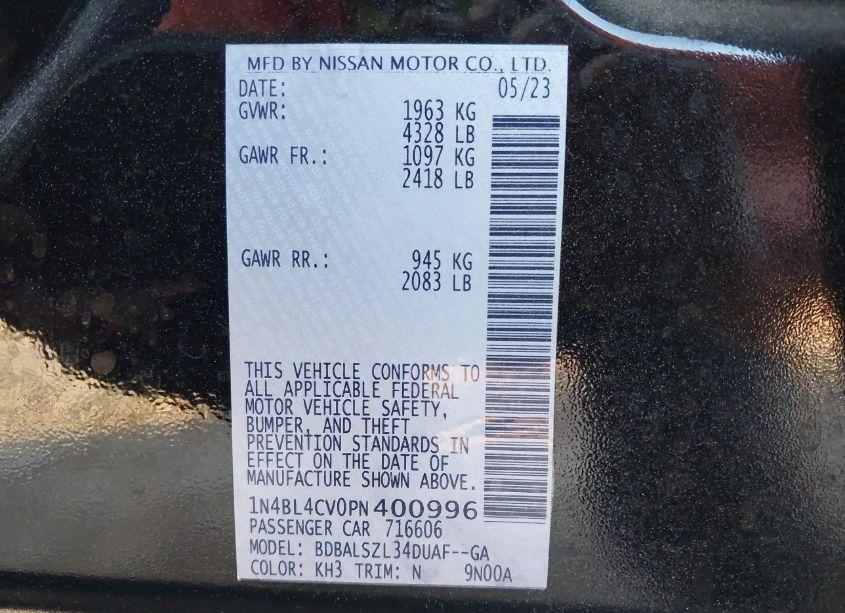 MFD BY NISSAN MOTOR CO., LTD.
DATE: 05/23
GVWR: 1963 KG
4328 LB
GAWR FR.: 1097 KG
2418 LB
GAWR RR.: 945 KG
2083 LB
THIS VEHICLE CONFORMS TO
ALL APPLICABLE FEDERAL
MOTOR VEHICLE SAFETY,
BUMPER, AND THEFT
PREVENTION STANDARDS IN
EFFECT ON THE DATE OF
MANUFACTURE SHOWN ABOVE.
1N4BL4CV0PN400996
PASSENGER CAR 716606
MODEL: BDBALSZL34DUAF--GA
COLOR: KH3 TRIM: N 9N00A